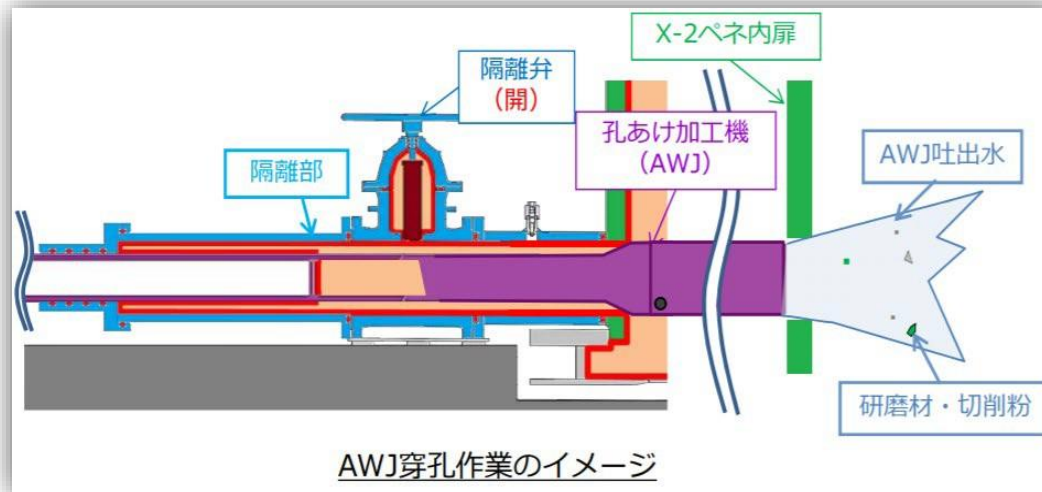 X-2ペネ内扉
隔離弁
（開）
孔あけ加工機
（AWJ）
AWJ吐出水
隔離部
研磨材・切削粉
AWJ穿孔作業のイメージ